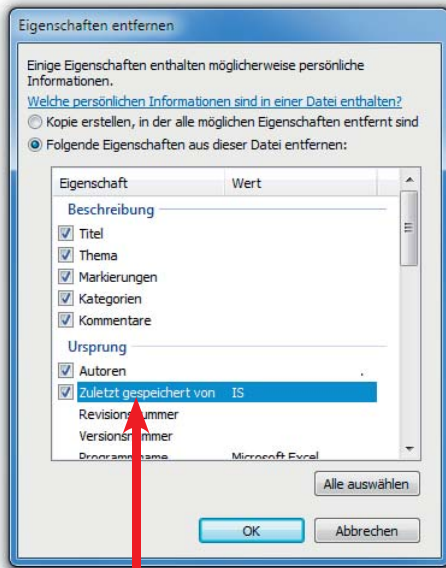 Eigenschaften entfernen
Einige Eigenschaften enthalten möglicherweise persönliche
Informationen.
Welche persönlichen Informationen sind in einer Datei enthalten?
Kopie erstellen, in der alle möglichen Eigenschaften entfernt sind
Folgende Eigenschaften aus dieser Datei entfernen:
Eigenschaft Wert
Beschreibung
Titel
Thema
Markierungen
Kategorien
Kommentare
Ursprung
Autoren .
Zuletzt gespeichert von IS
Revisionsnummer
Versionsnummer
Programmname Microsoft Excel
Alle auswählen
OK Abbrechen